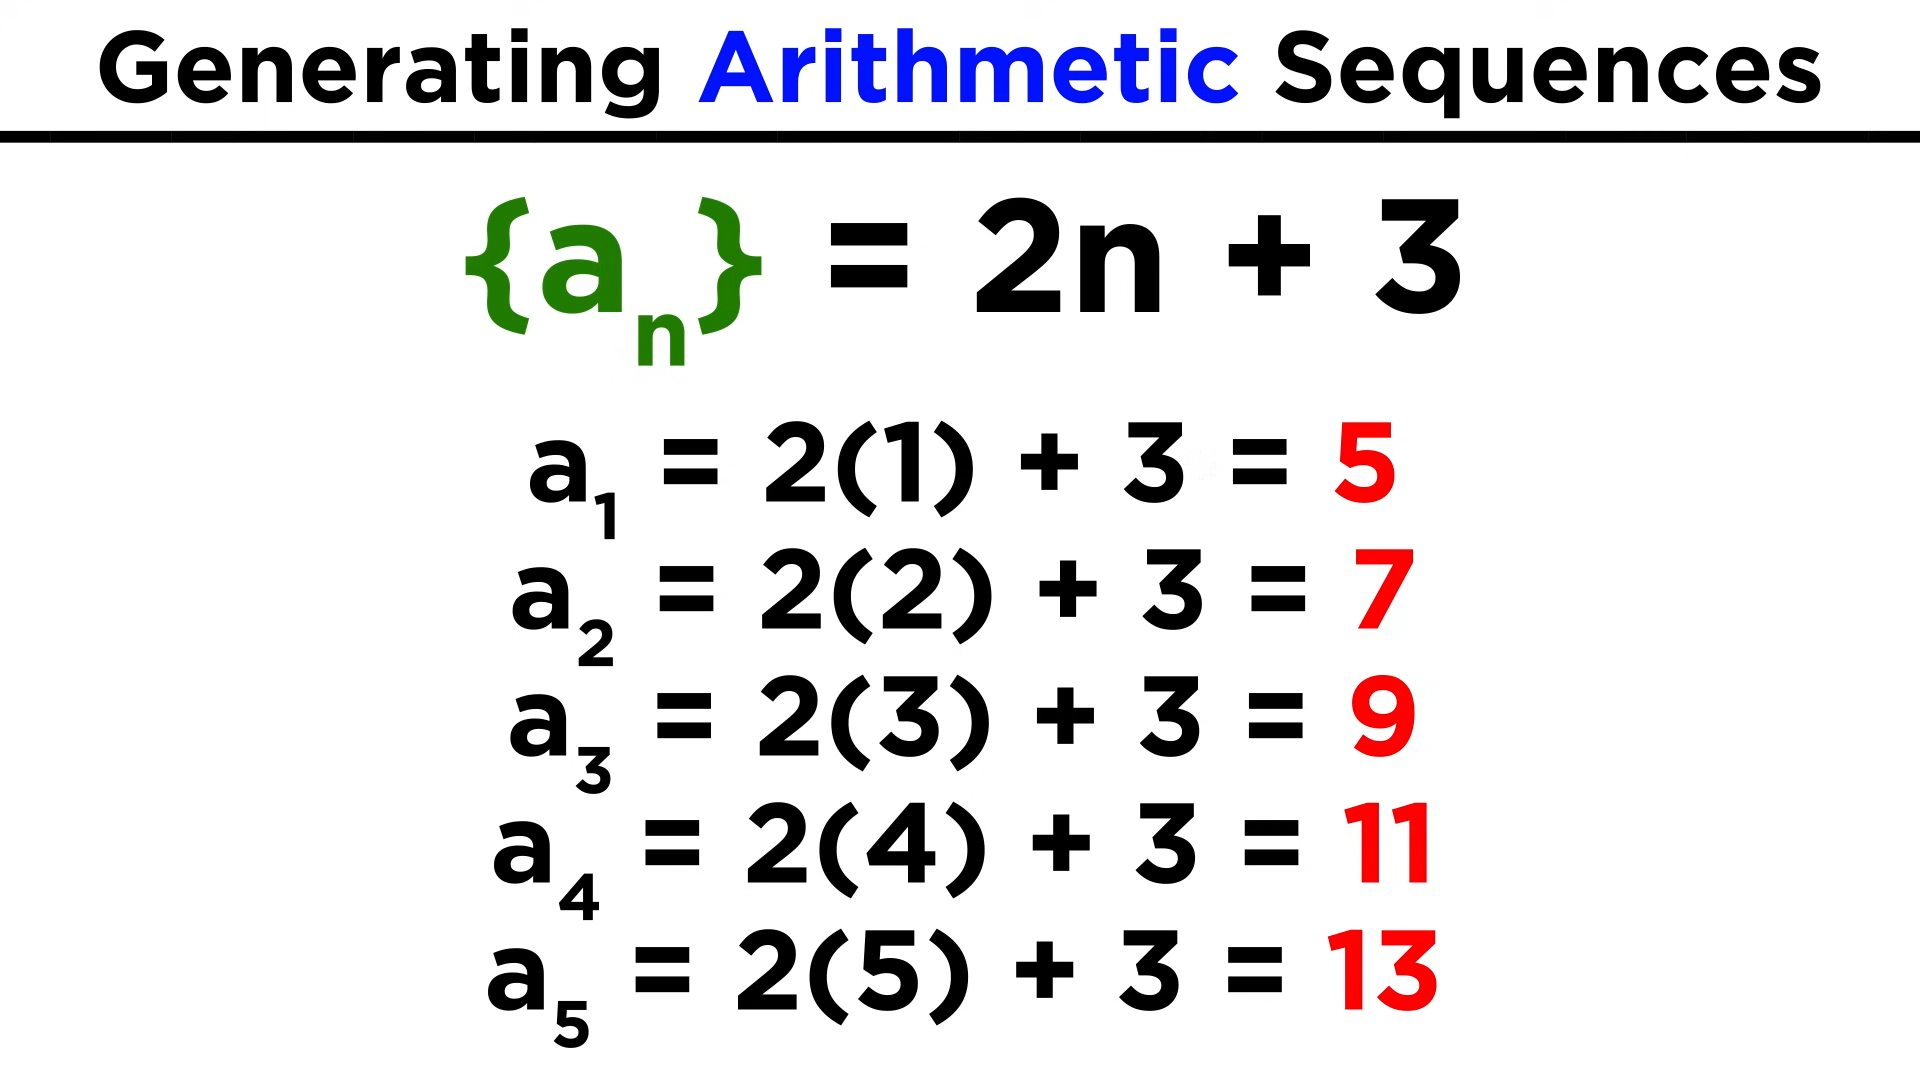 Generating Arithmetic Sequences
{aₙ} = 2n + 3
a₁ = 2(1) + 3 = 5
a₂ = 2(2) + 3 = 7
a₃ = 2(3) + 3 = 9
a₄ = 2(4) + 3 = 11
a₅ = 2(5) + 3 = 13